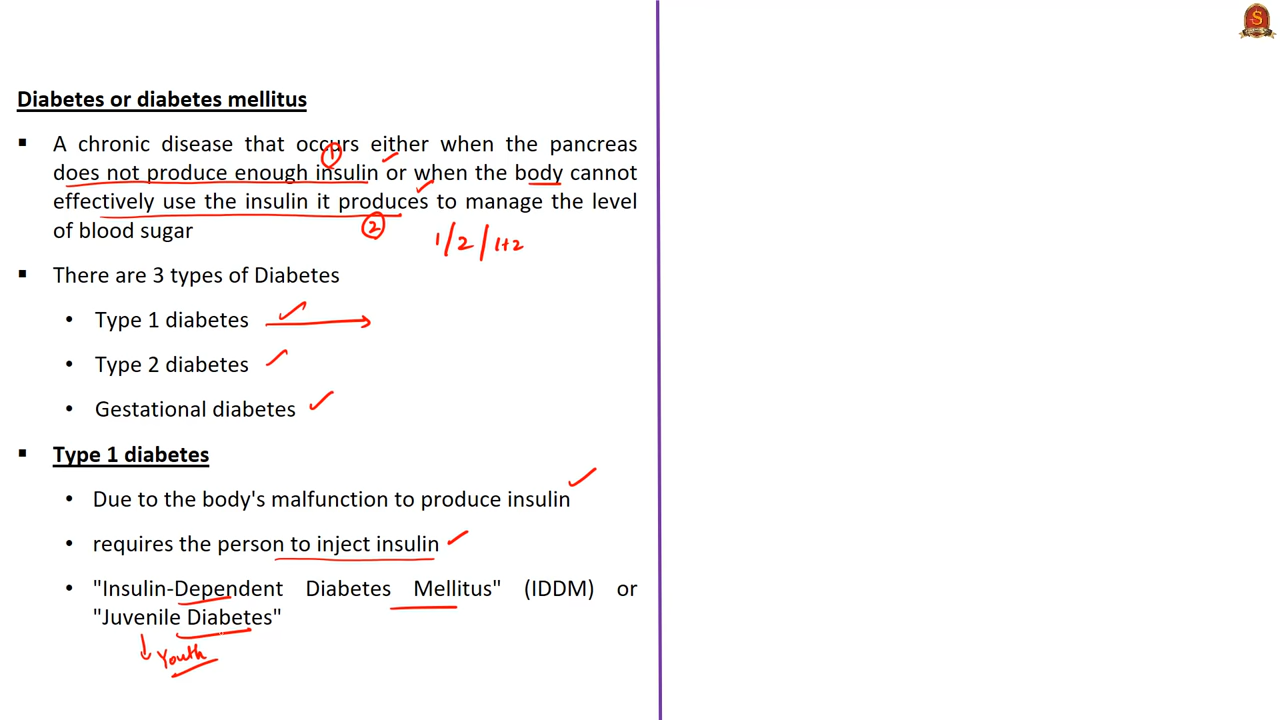 Diabetes or diabetes mellitus
▪ A chronic disease that occurs either when the pancreas
①
does not produce enough insulin or when the body cannot
effectively use the insulin it produces to manage the level
②
of blood sugar
1/2/1+2
▪ There are 3 types of Diabetes
• Type 1 diabetes
• Type 2 diabetes
• Gestational diabetes
▪ Type 1 diabetes
• Due to the body's malfunction to produce insulin
• requires the person to inject insulin
• "Insulin-Dependent Diabetes Mellitus" (IDDM) or
"Juvenile Diabetes"
Youth
S